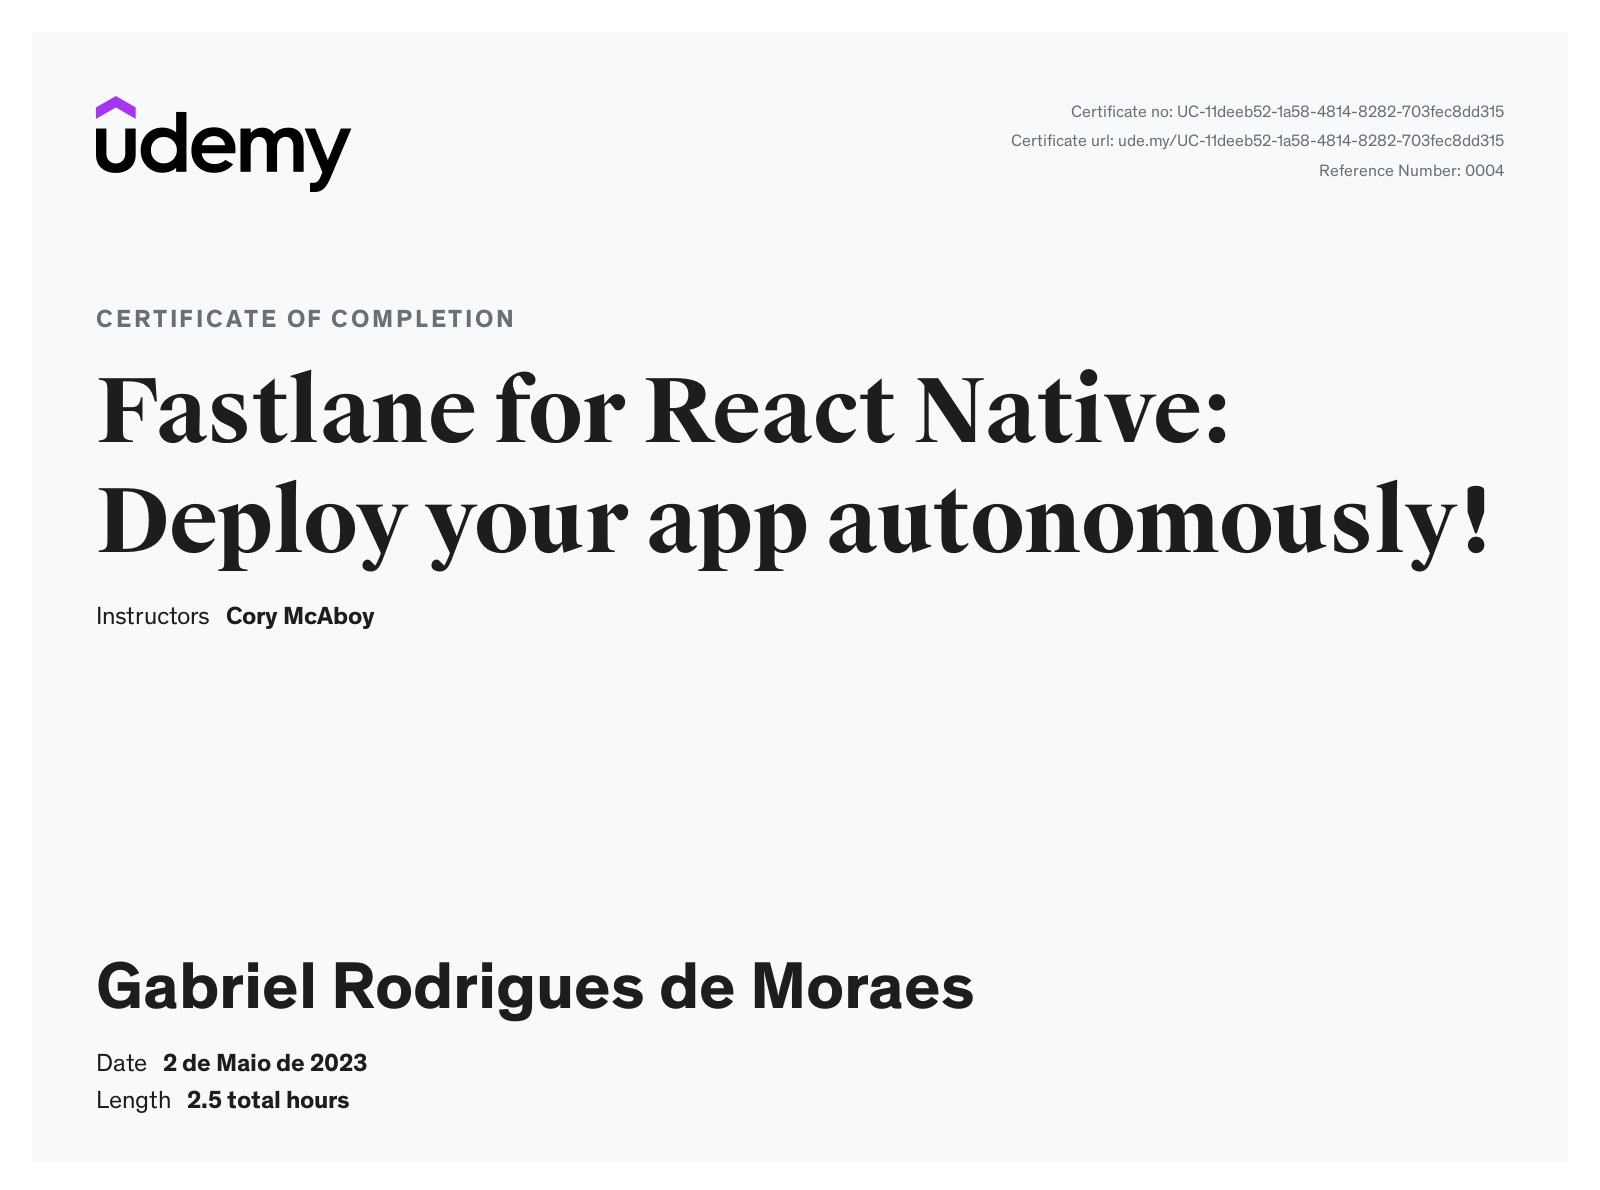 udemy
Certificate no: UC-11deeb52-1a58-4814-8282-703fec8dd315
Certificate url: ude.my/UC-11deeb52-1a58-4814-8282-703fec8dd315
Reference Number: 0004
CERTIFICATE OF COMPLETION
Fastlane for React Native:
Deploy your app autonomously!
Instructors Cory McAboy
Gabriel Rodrigues de Moraes
Date 2 de Maio de 2023
Length 2.5 total hours